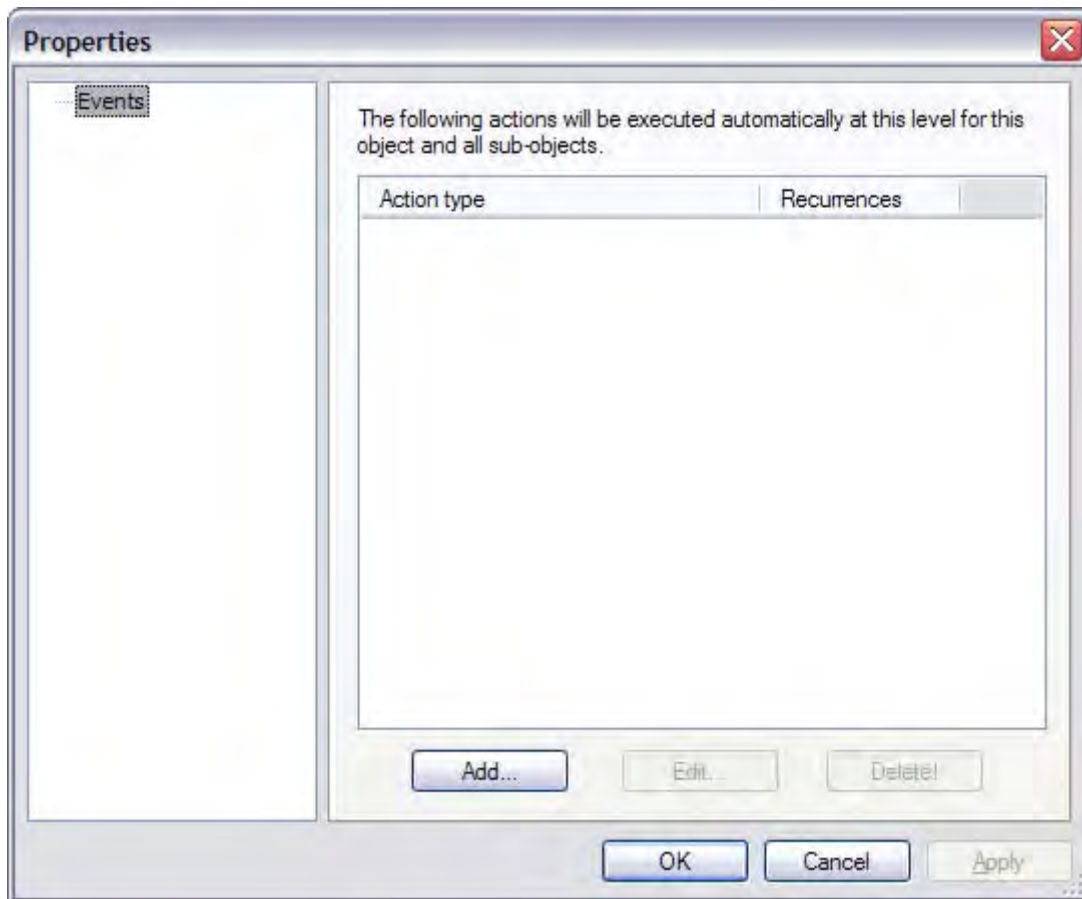 Properties
Events
The following actions will be executed automatically at this level for this
object and all sub-objects.
Action type Recurrences
Add... Edit... Delete!
OK Cancel Apply